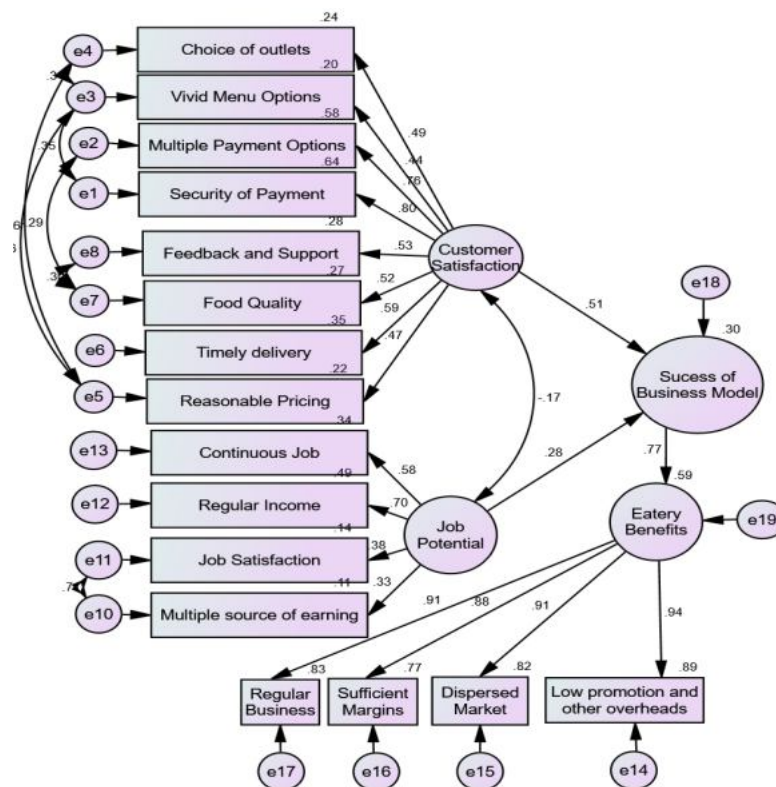 .24
e4
Choice of outlets
.20
e3
Vivid Menu Options
.58
e2
Multiple Payment Options
.64
e1
Security of Payment
.28
e8
Feedback and Support
.27
e7
Food Quality
.35
e6
Timely delivery
.22
e5
Reasonable Pricing
.34
e13
Continuous Job
.49
e12
Regular Income
.14
e11
Job Satisfaction
.11
e10
Multiple source of earning
.35
.29
.49
.44
.76
.80
.53
.52
.59
.47
Customer
Satisfaction
.51
e18
.30
Sucess of
Business Model
-.17
.28
.77
.58
.70
.38
.33
Job
Potential
.59
Eatery
Benefits
e19
.91
.88
.91
.94
.83
.77
.82
.89
Regular
Business
Sufficient
Margins
Dispersed
Market
Low promotion and
other overheads
e17
e16
e15
e14